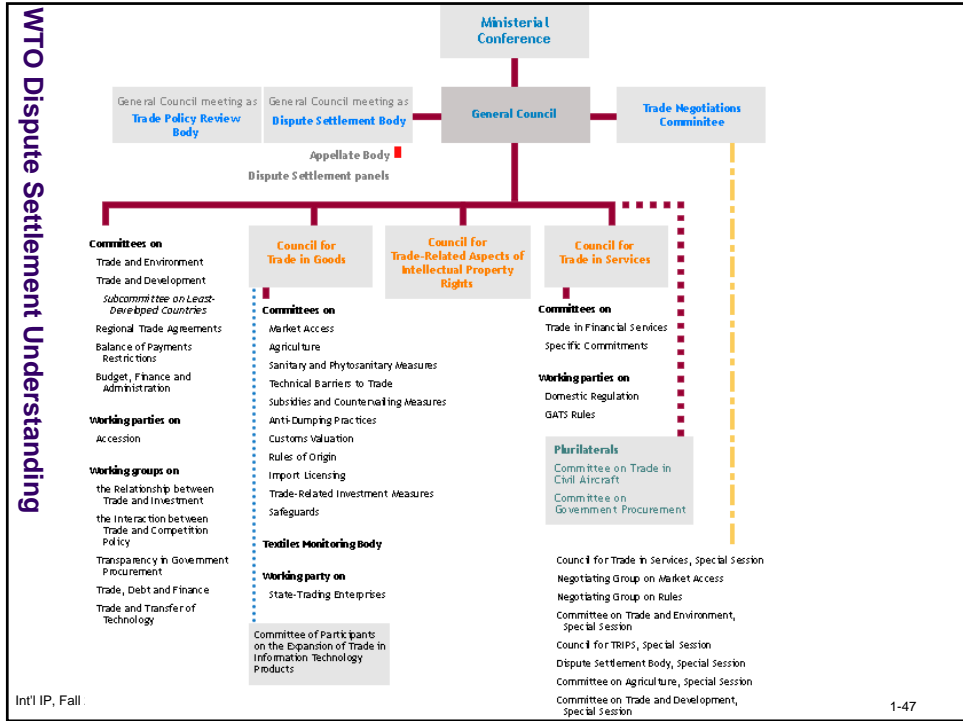 WTO Dispute Settlement Understanding
Ministerial
Conference
General Council meeting as
Trade Policy Review
Body
General Council meeting as
Dispute Settlement Body
General Council
Trade Negotiations
Comminitee
Appellate Body
Dispute Settlement panels
Committees on
Trade and Environment
Trade and Development
Subcommittee on Least-
Developed Countries
Regional Trade Agreements
Balance of Payments
Restrictions
Budget, Finance and
Administration
Working parties on
Accession
Working groups on
the Relationship between
Trade and Investment
the Interaction between
Trade and Competition
Policy
Transparency in Government
Procurement
Trade, Debt and Finance
Trade and Transfer of
Technology
Council for
Trade in Goods
Committees on
Market Access
Agriculture
Sanitary and Phytosanitary Measures
Technical Barriers to Trade
Subsidies and Countervailing Measures
Anti-Dumping Practices
Customs Valuation
Rules of Origin
Import Licensing
Trade-Related Investment Measures
Safeguards
Textiles Monitoring Body
Working party on
State-Trading Enterprises
Committee of Participants
on the Expansion of Trade in
Information Technology
Products
Council for
Trade-Related Aspects of
Intellectual Property
Rights
Council for
Trade in Services
Committees on
Trade in Financial Services
Specific Commitments
Working parties on
Domestic Regulation
GATS Rules
Plurilaterals
Committee on Trade in
Civil Aircraft
Committee on
Government Procurement
Council for Trade in Services, Special Session
Negotiating Group on Market Access
Negotiating Group on Rules
Committee on Trade and Environment,
Special Session
Council for TRIPS, Special Session
Dispute Settlement Body, Special Session
Committee on Agriculture, Special Session
Committee on Trade and Development,
Special Session
Int'l IP, Fall
1-47